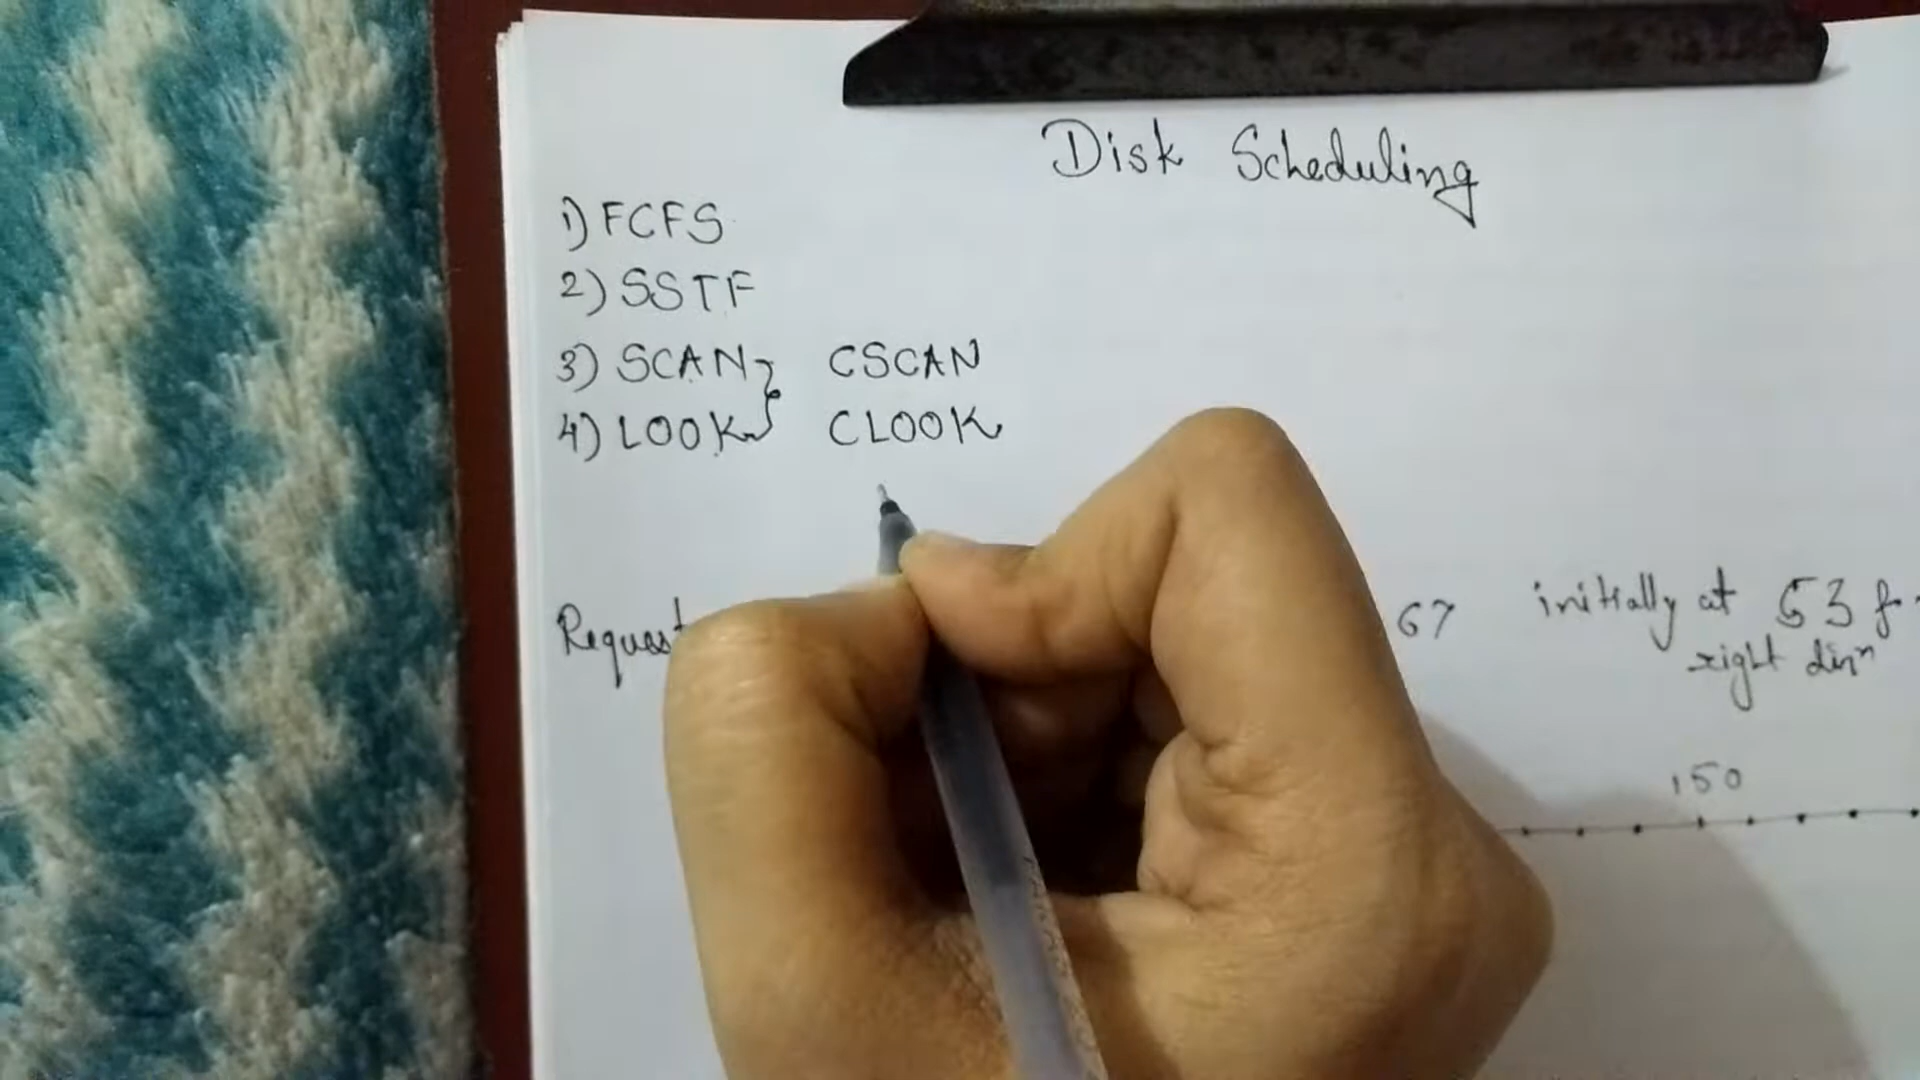 Disk Scheduling
1) FCFS
2) SSTF
3) SCAN } CSCAN
4) LOOK } CLOOK
Request 67 initially at 53
right dirⁿ
150